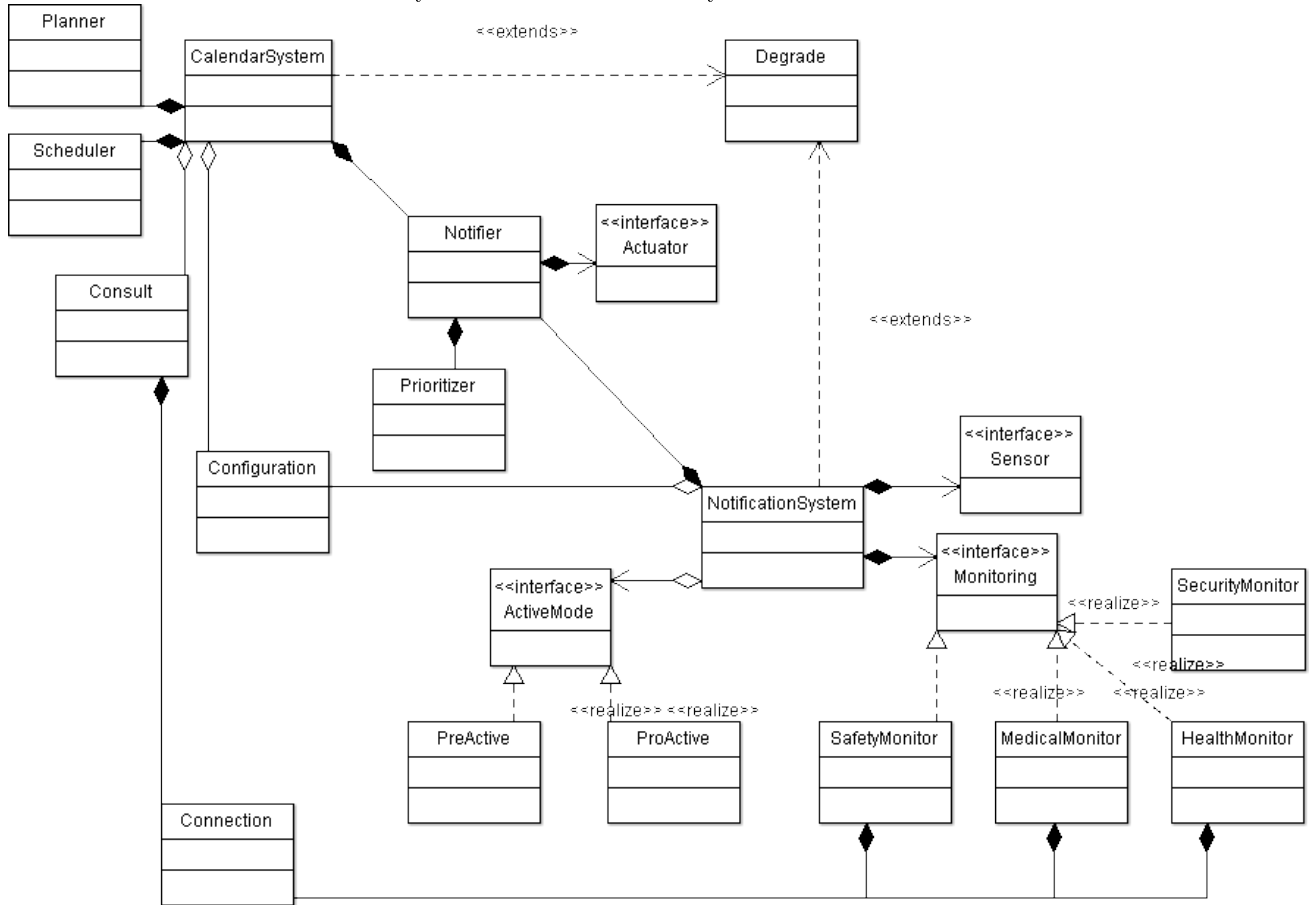 Planner
CalendarSystem
<<extends>>
Degrade
Scheduler
Notifier
<<interface>>
Actuator
Consult
<<extends>>
Prioritizer
<<interface>>
Sensor
Configuration
NotificationSystem
<<interface>>
Monitoring
<<interface>>
ActiveMode
SecurityMonitor
<<realize>>
<<realize>>
<<realize>>
<<realize>>
<<realize>>
<<realize>>
PreActive
ProActive
SafetyMonitor
MedicalMonitor
HealthMonitor
Connection